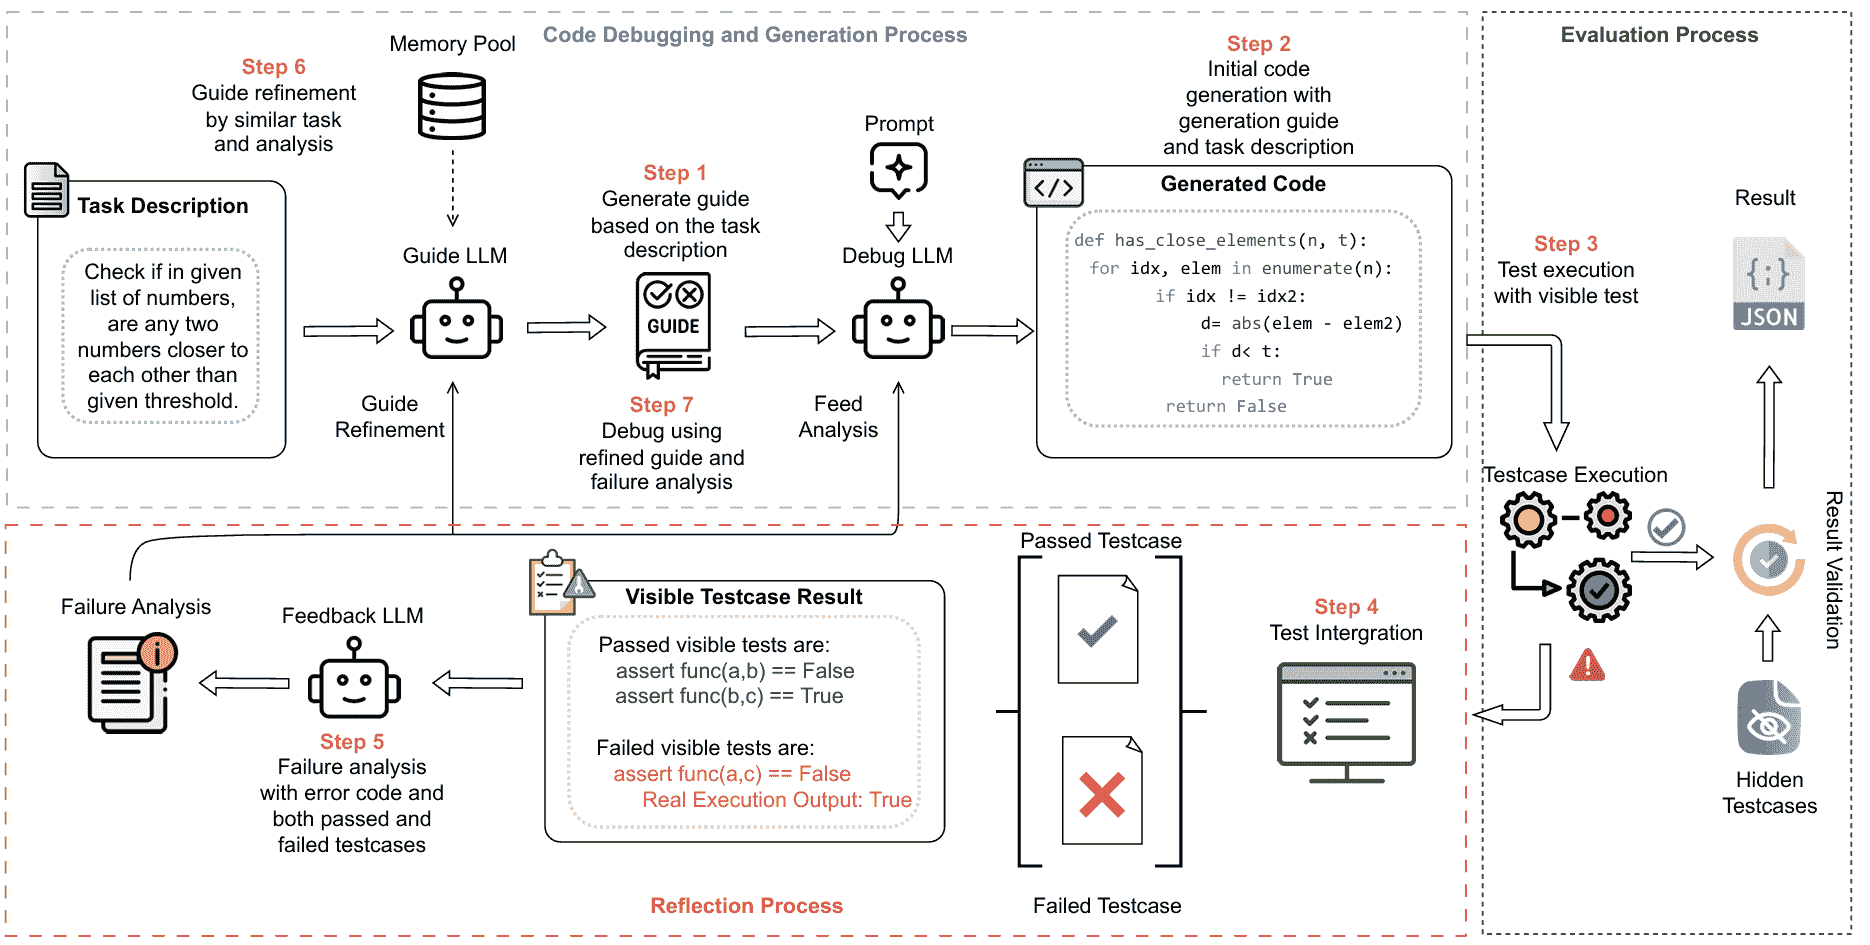 Code Debugging and Generation Process
Evaluation Process
Memory Pool
Step 6
Guide refinement
by similar task
and analysis
Step 2
Initial code
generation with
generation guide
and task description
Prompt
Step 1
Generate guide
based on the task
description
Task Description
Check if in given
list of numbers,
are any two
numbers closer to
each other than
given threshold.
Guide LLM
GUIDE
Debug LLM
Generated Code
</>
def has_close_elements(n, t):
for idx, elem in enumerate(n):
if idx != idx2:
d= abs(elem - elem2)
if d< t:
return True
return False
Guide
Refinement
Step 7
Debug using
refined guide and
failure analysis
Feed
Analysis
Step 3
Test execution
with visible test
Result
{;}
JSON
Testcase Execution
Result Validation
Hidden
Testcases
Failure Analysis
i
Feedback LLM
Step 5
Failure analysis
with error code and
both passed and
failed testcases
Visible Testcase Result
Passed visible tests are:
assert func(a,b) == False
assert func(b,c) == True
Failed visible tests are:
assert func(a,c) == False
Real Execution Output: True
Passed Testcase
Failed Testcase
Step 4
Test Intergration
Reflection Process